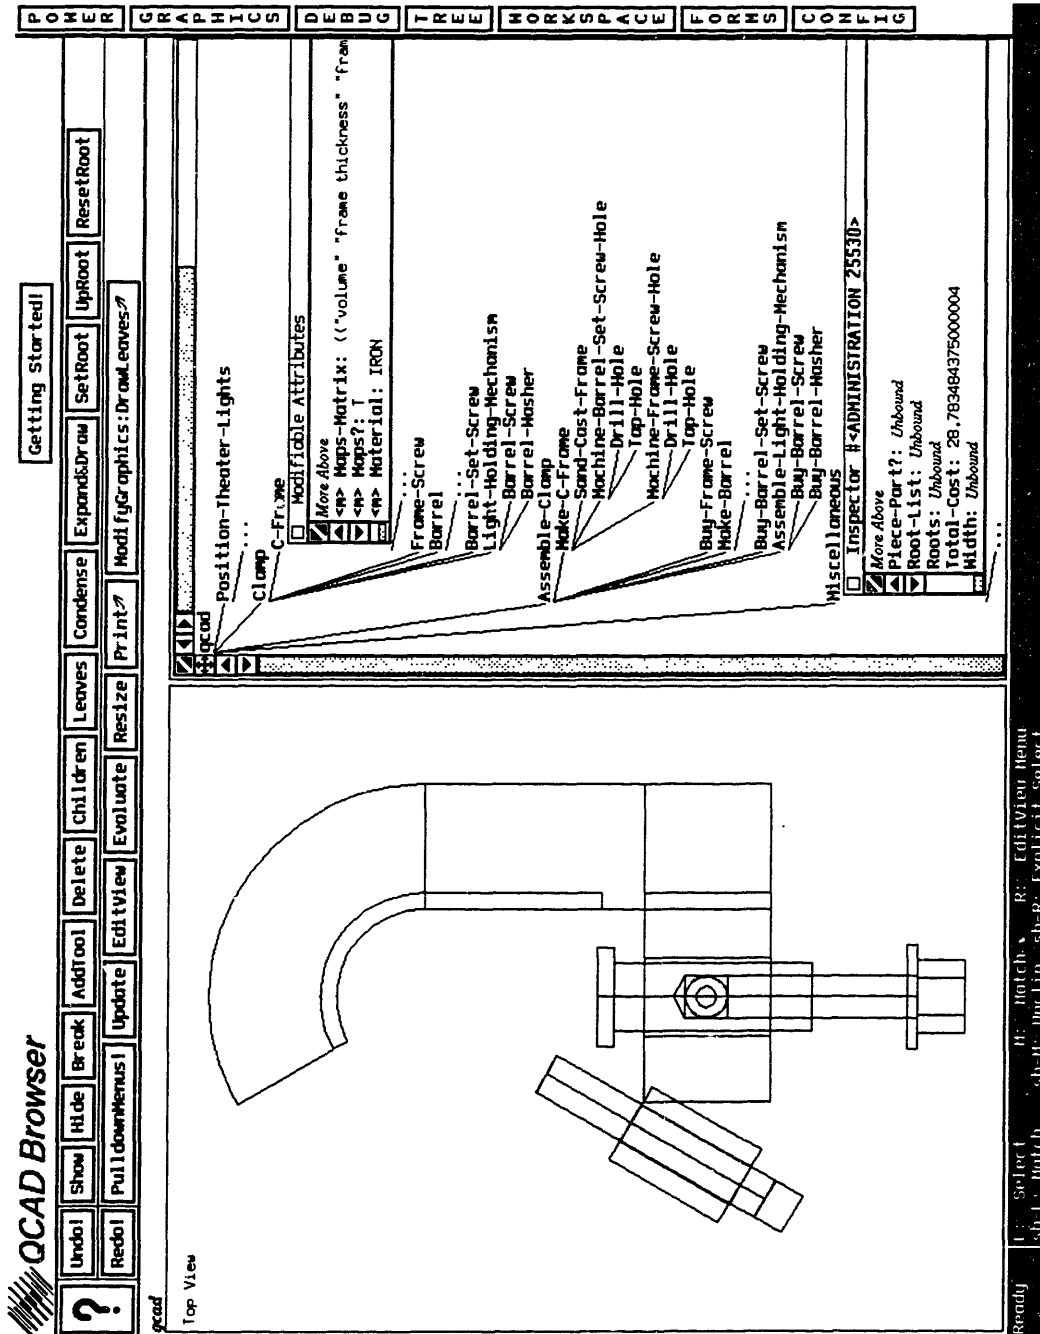 QCAD Browser
Getting Started!
?
Undo! Show Hide Break AddTool Delete Children Leaves Condense Expand&Draw SetRoot UpRoot ResetRoot
Redo! PulldownMenus! Update EditView Evaluate Resize Print ModifyGraphics:DrawLeaves
POWER
GRAPHICS
DEBUG
TREE
WORKSPACE
FORMS
CONFIG
qcad
Top View
qcad
Position-Theater-Lights
...
Clamp
C-Frame
Modifiable Attributes
More Above
<m> Maps-Matrix: (("volume" "frame thickness" "fram
<m> Maps?: T
<m> Material: IRON
...
Frame-Screw
Barrel
...
Barrel-Set-Screw
Light-Holding-Mechanism
Barrel-Screw
Barrel-Washer
Assemble-Clamp
Make-C-Frame
Sand-Cast-Frame
Machine-Barrel-Set-Screw-Hole
Drill-Hole
Tap-Hole
Machine-Frame-Screw-Hole
Drill-Hole
Tap-Hole
Buy-Frame-Screw
Make-Barrel
...
Buy-Barrel-Set-Screw
Assemble-Light-Holding-Mechanism
Buy-Barrel-Screw
Buy-Barrel-Washer
Miscellaneous
Inspector #<ADMINISTRATION 25530>
More Above
Piece-Part?: Unbound
Root-List: Unbound
Roots: Unbound
Total-Cost: 28.783484375000004
Width: Unbound
...
Ready L: Select M: Match R: EditView Menu
sh-L: Match sh-R: Explicit Select